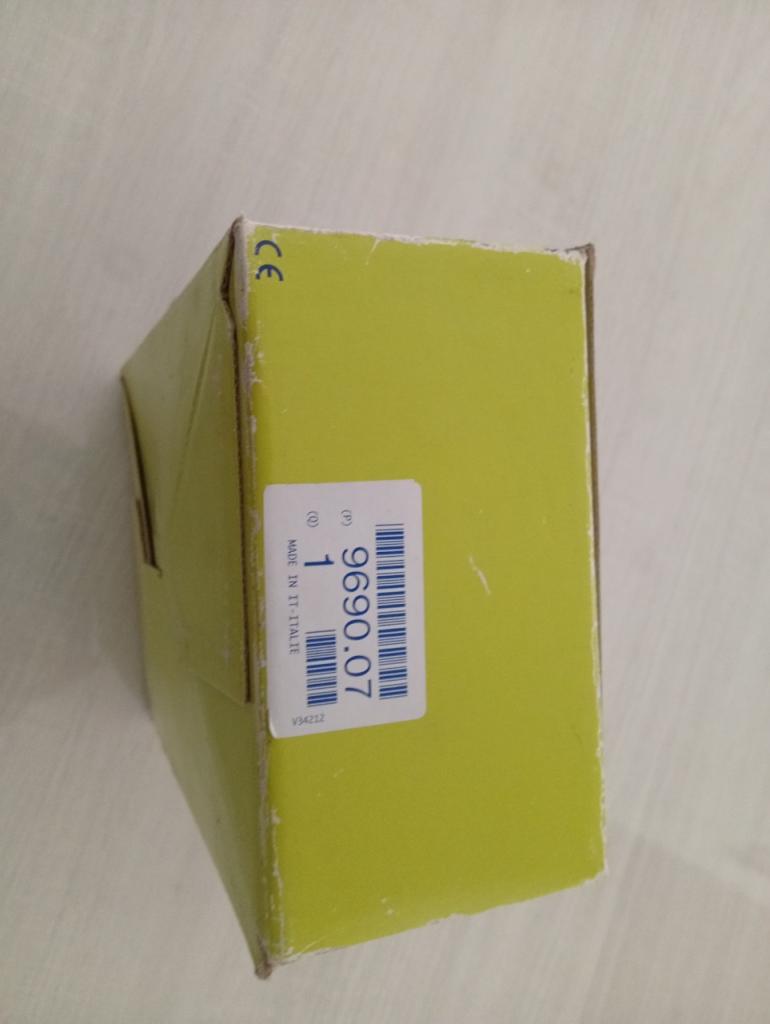 CE
(P)
9690.07
(Q)
1
MADE IN IT-ITALIE
V34212